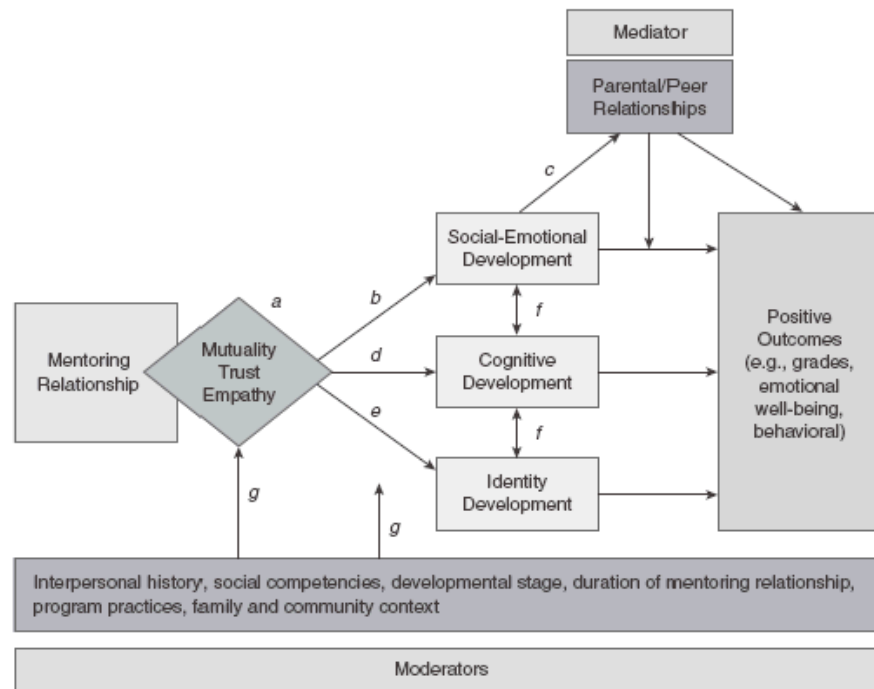 Mediator
Parental/Peer
Relationships
c
Social-Emotional
Development
a
b
f
Mentoring
Relationship
Mutuality
Trust
Empathy
d
Cognitive
Development
Positive
Outcomes
(e.g., grades,
emotional
well-being,
behavioral)
e
f
Identity
Development
g
g
Interpersonal history, social competencies, developmental stage, duration of mentoring relationship,
program practices, family and community context
Moderators